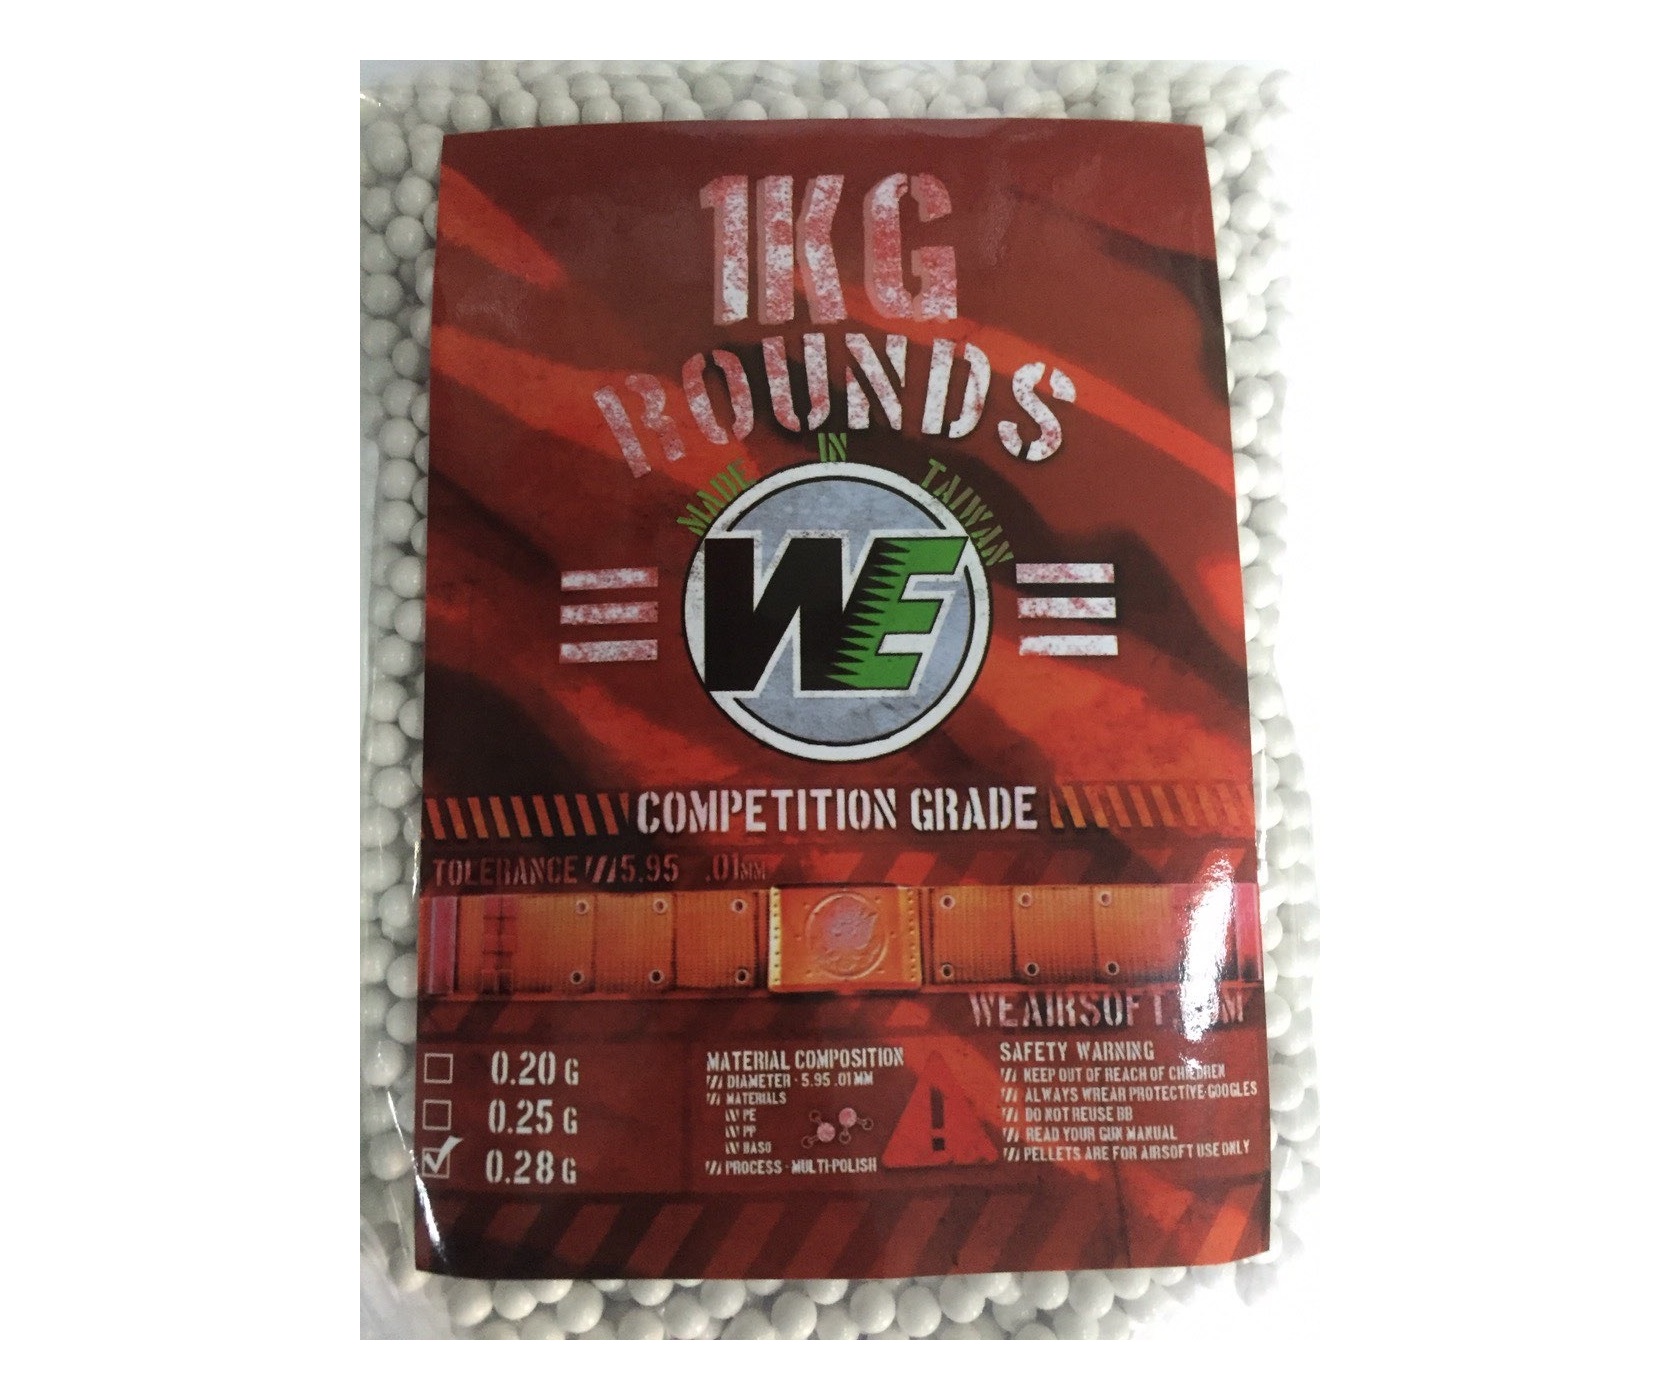 1KG
ROUNDS
MADE IN TAIWAN
WE
COMPETITION GRADE
TOLERANCE /// 5.95 .01MM
WEAIRSOFT
0.20 G
0.25 G
0.28 G
MATERIAL COMPOSITION
/// DIAMETER - 5.95 .01MM
/// MATERIALS
/// PE
/// PP
/// BASO
/// PROCESS - MULTI-POLISH
!
SAFETY WARNING
/// KEEP OUT OF REACH OF CHILDREN
/// ALWAYS WREAR PROTECTIVE-GOOGLES
/// DO NOT REUSE BB
/// READ YOUR GUN MANUAL
/// PELLETS ARE FOR AIRSOFT USE ONLY